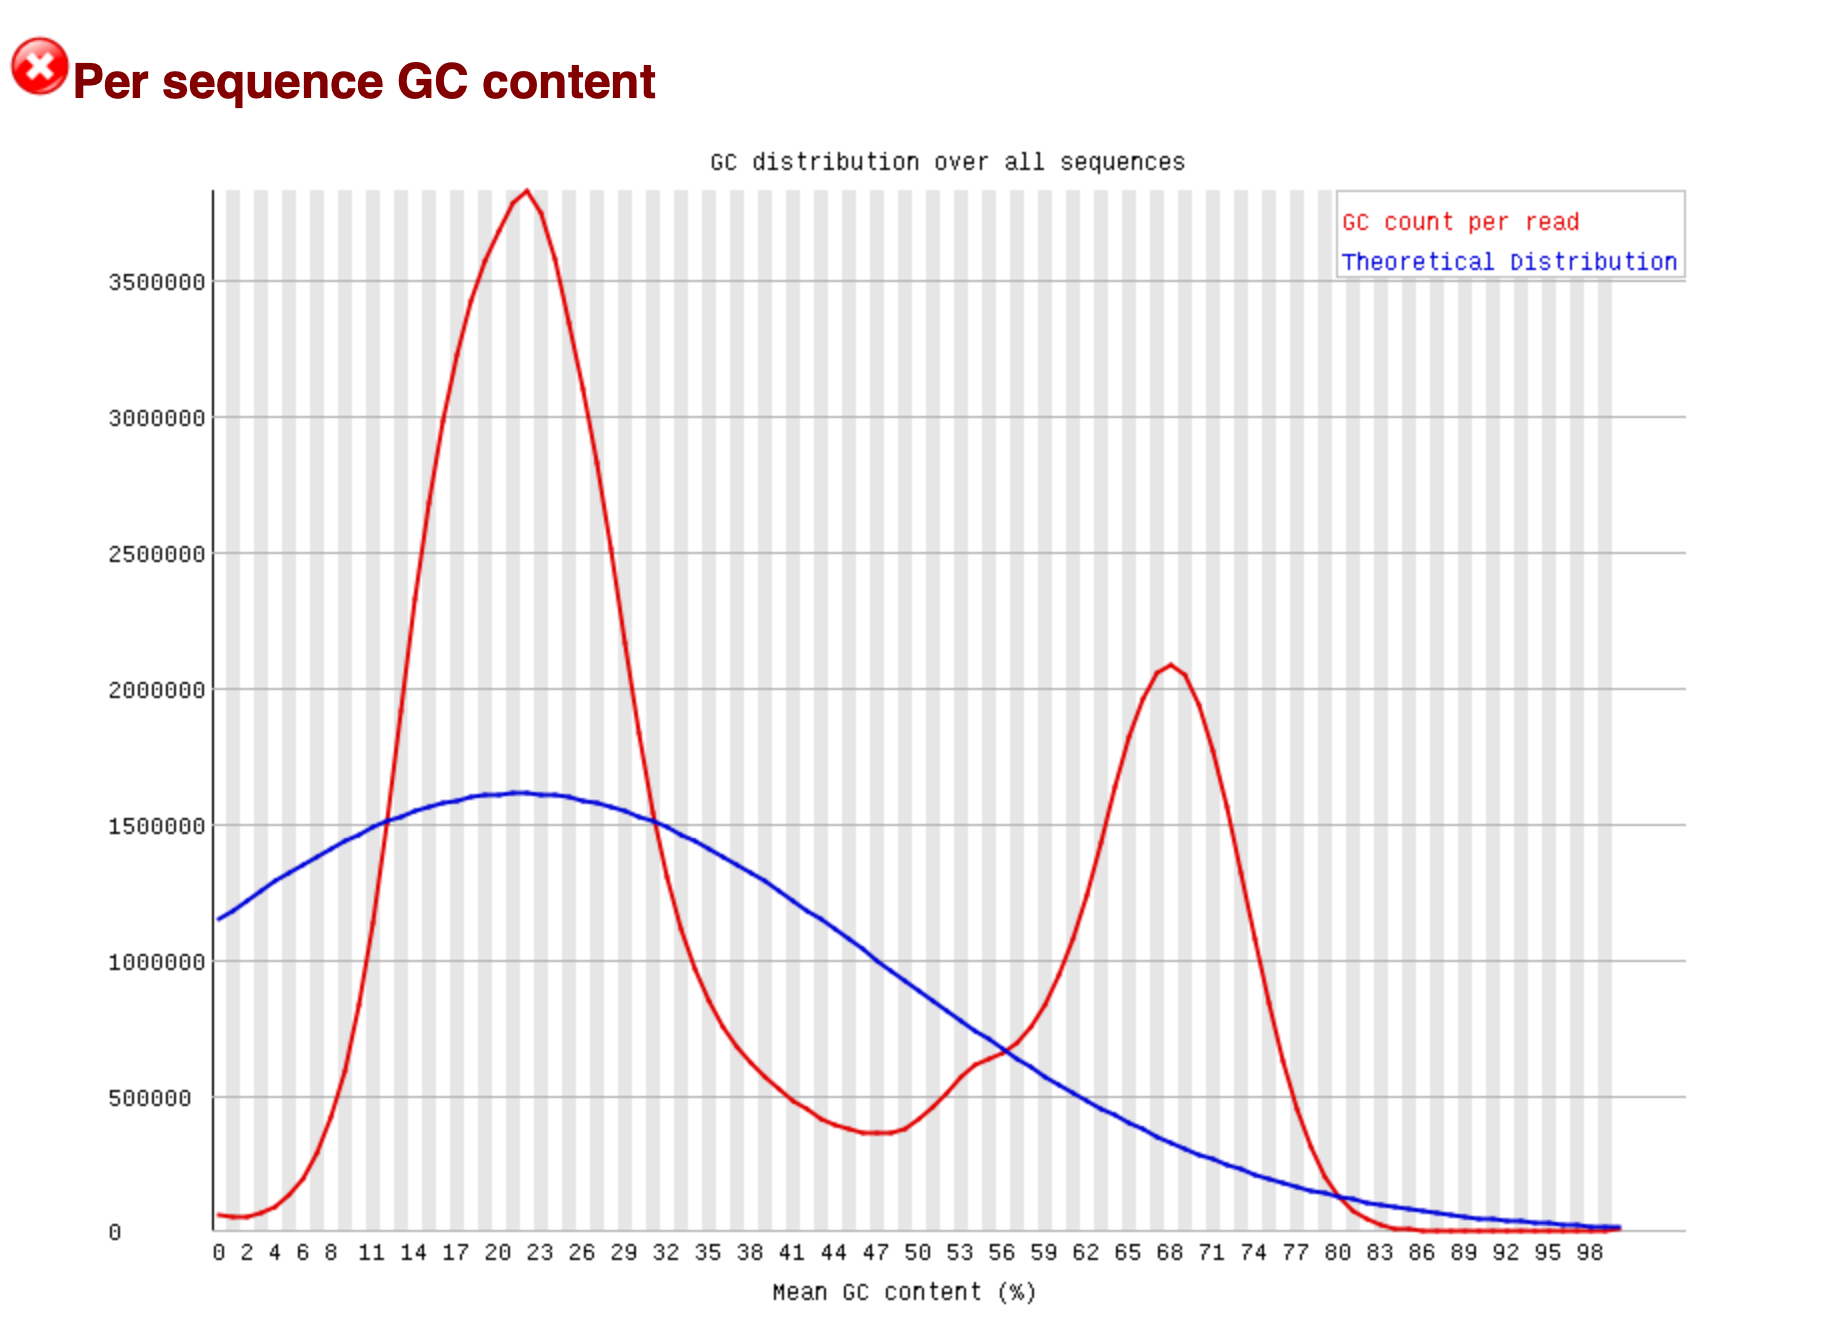 Per sequence GC content
GC distribution over all sequences
GC count per read
Theoretical Distribution
3500000
3000000
2500000
2000000
1500000
1000000
500000
0
0 2 4 6 8 11 14 17 20 23 26 29 32 35 38 41 44 47 50 53 56 59 62 65 68 71 74 77 80 83 86 89 92 95 98
Mean GC content (%)